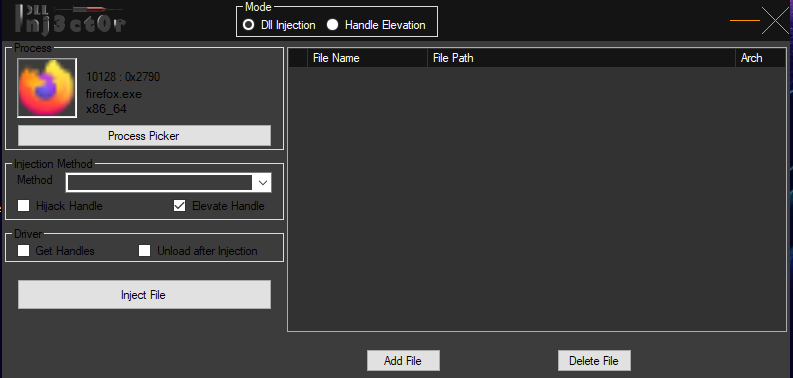 DLL
Inj3ct0r
Mode
Dll Injection
Handle Elevation
Process
10128 : 0x2790
firefox.exe
x86_64
Process Picker
Injection Method
Method
Hijack Handle
Elevate Handle
Driver
Get Handles
Unload after Injection
Inject File
File Name
File Path
Arch
Add File
Delete File